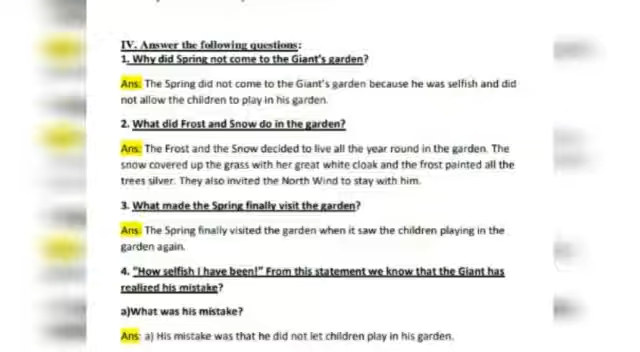 IV. Answer the following questions:
1. Why did Spring not come to the Giant's garden?
Ans: The Spring did not come to the Giant's garden because he was selfish and did
not allow the children to play in his garden.
2. What did Frost and Snow do in the garden?
Ans: The Frost and the Snow decided to live all the year round in the garden. The
snow covered up the grass with her great white cloak and the frost painted all the
trees silver. They also invited the North Wind to stay with him.
3. What made the Spring finally visit the garden?
Ans: The Spring finally visited the garden when it saw the children playing in the
garden again.
4. "How selfish I have been!" From this statement we know that the Giant has
realized his mistake?
a)What was his mistake?
Ans: a) His mistake was that he did not let children play in his garden.